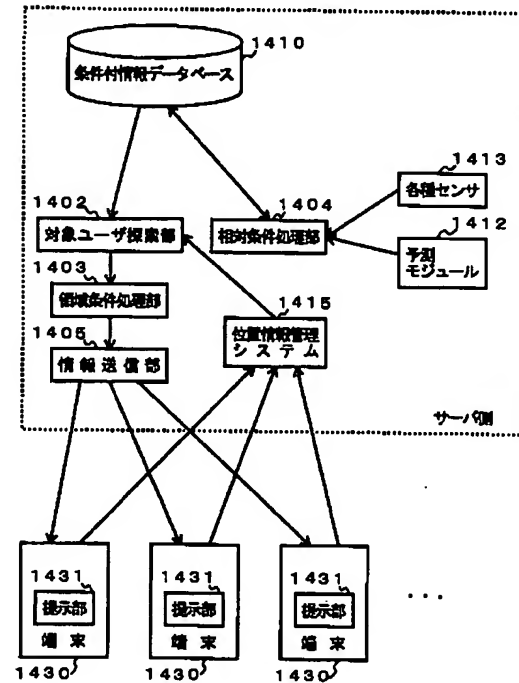 1410
条件付情報データベース
1413
各種センサ
1402
対象ユーザ探索部
1404
相対条件処理部
1412
予測
モジュール
1403
領域条件処理部
1415
位置情報管理
システム
1405
情報送信部
サーバ側
1431
提示部
端末
1430
1431
提示部
端末
1430
1431
提示部
端末
1430
...